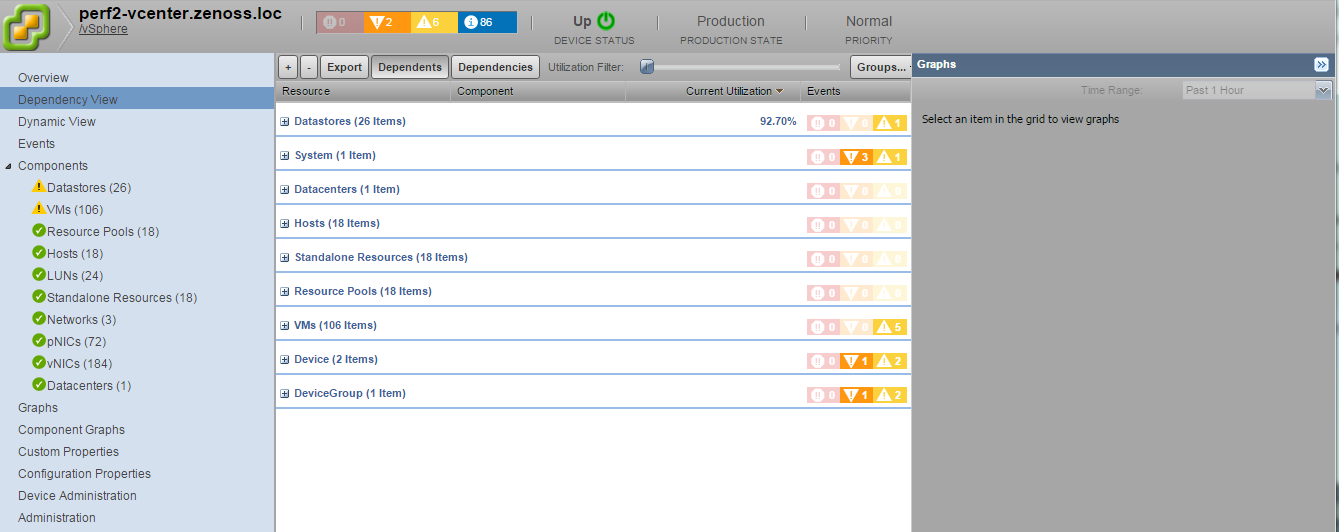 perf2-vcenter.zenoss.loc
/vSphere
0 2 6 86
Up
DEVICE STATUS
Production
PRODUCTION STATE
Normal
PRIORITY
Overview
Dependency View
Dynamic View
Events
Components
Datastores (26)
VMs (106)
Resource Pools (18)
Hosts (18)
LUNs (24)
Standalone Resources (18)
Networks (3)
pNICs (72)
vNICs (184)
Datacenters (1)
Graphs
Component Graphs
Custom Properties
Configuration Properties
Device Administration
Administration
+ - Export Dependents Dependencies Utilization Filter: Groups...
Resource Component Current Utilization Events
Datastores (26 Items) 92.70% 0 0 1
System (1 Item) 0 3 1
Datacenters (1 Item) 0 0 0
Hosts (18 Items) 0 0 0
Standalone Resources (18 Items) 0 0 0
Resource Pools (18 Items) 0 0 0
VMs (106 Items) 0 0 5
Device (2 Items) 0 1 2
DeviceGroup (1 Item) 0 1 2
Graphs
Time Range: Past 1 Hour
Select an item in the grid to view graphs